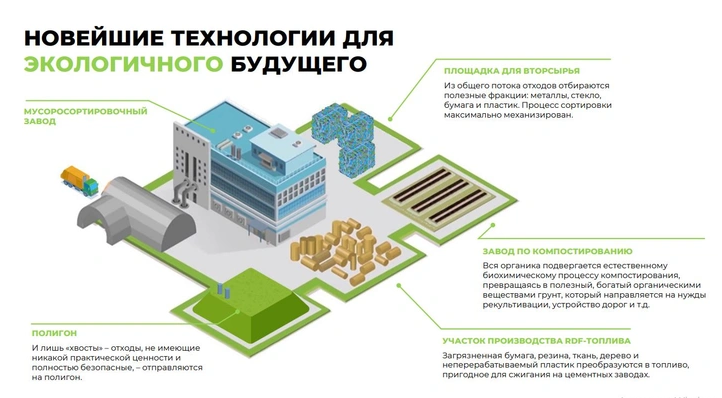 НОВЕЙШИЕ ТЕХНОЛОГИИ ДЛЯ
ЭКОЛОГИЧНОГО БУДУЩЕГО
МУСОРОСОРТИРОВОЧНЫЙ
ЗАВОД
ПЛОЩАДКА ДЛЯ ВТОРСЫРЬЯ
Из общего потока отходов отбираются
полезные фракции: металлы, стекло,
бумага и пластик. Процесс сортировки
максимально механизирован.
ЗАВОД ПО КОМПОСТИРОВАНИЮ
Вся органика подвергается естественному
биохимическому процессу компостирования,
превращаясь в полезный, богатый органическими
веществами грунт, который направляется на нужды
рекультивации, устройство дорог и т.д.
ПОЛИГОН
И лишь «хвосты» – отходы, не имеющие
никакой практической ценности и
полностью безопасные, – отправляются
на полигон.
УЧАСТОК ПРОИЗВОДСТВА RDF-ТОПЛИВА
Загрязненная бумага, резина, ткань, дерево и
неперерабатываемый пластик преобразуются в топливо,
пригодное для сжигания на цементных заводах.